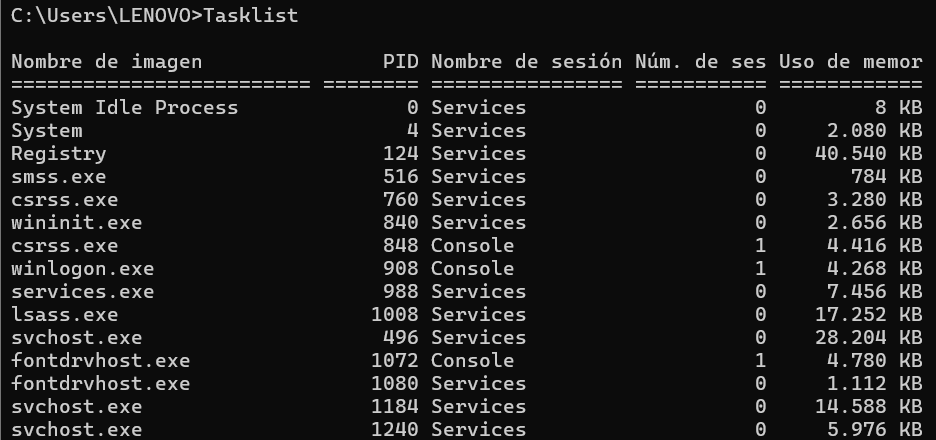 C:\Users\LENOVO>Tasklist
Nombre de imagen PID Nombre de sesión Núm. de ses Uso de memor
========================= ======== ================ =========== ============
System Idle Process 0 Services 0 8 KB
System 4 Services 0 2.080 KB
Registry 124 Services 0 40.540 KB
smss.exe 516 Services 0 784 KB
csrss.exe 760 Services 0 3.280 KB
wininit.exe 840 Services 0 2.656 KB
csrss.exe 848 Console 1 4.416 KB
winlogon.exe 908 Console 1 4.268 KB
services.exe 988 Services 0 7.456 KB
lsass.exe 1008 Services 0 17.252 KB
svchost.exe 496 Services 0 28.204 KB
fontdrvhost.exe 1072 Console 1 4.780 KB
fontdrvhost.exe 1080 Services 0 1.112 KB
svchost.exe 1184 Services 0 14.588 KB
svchost.exe 1240 Services 0 5.976 KB